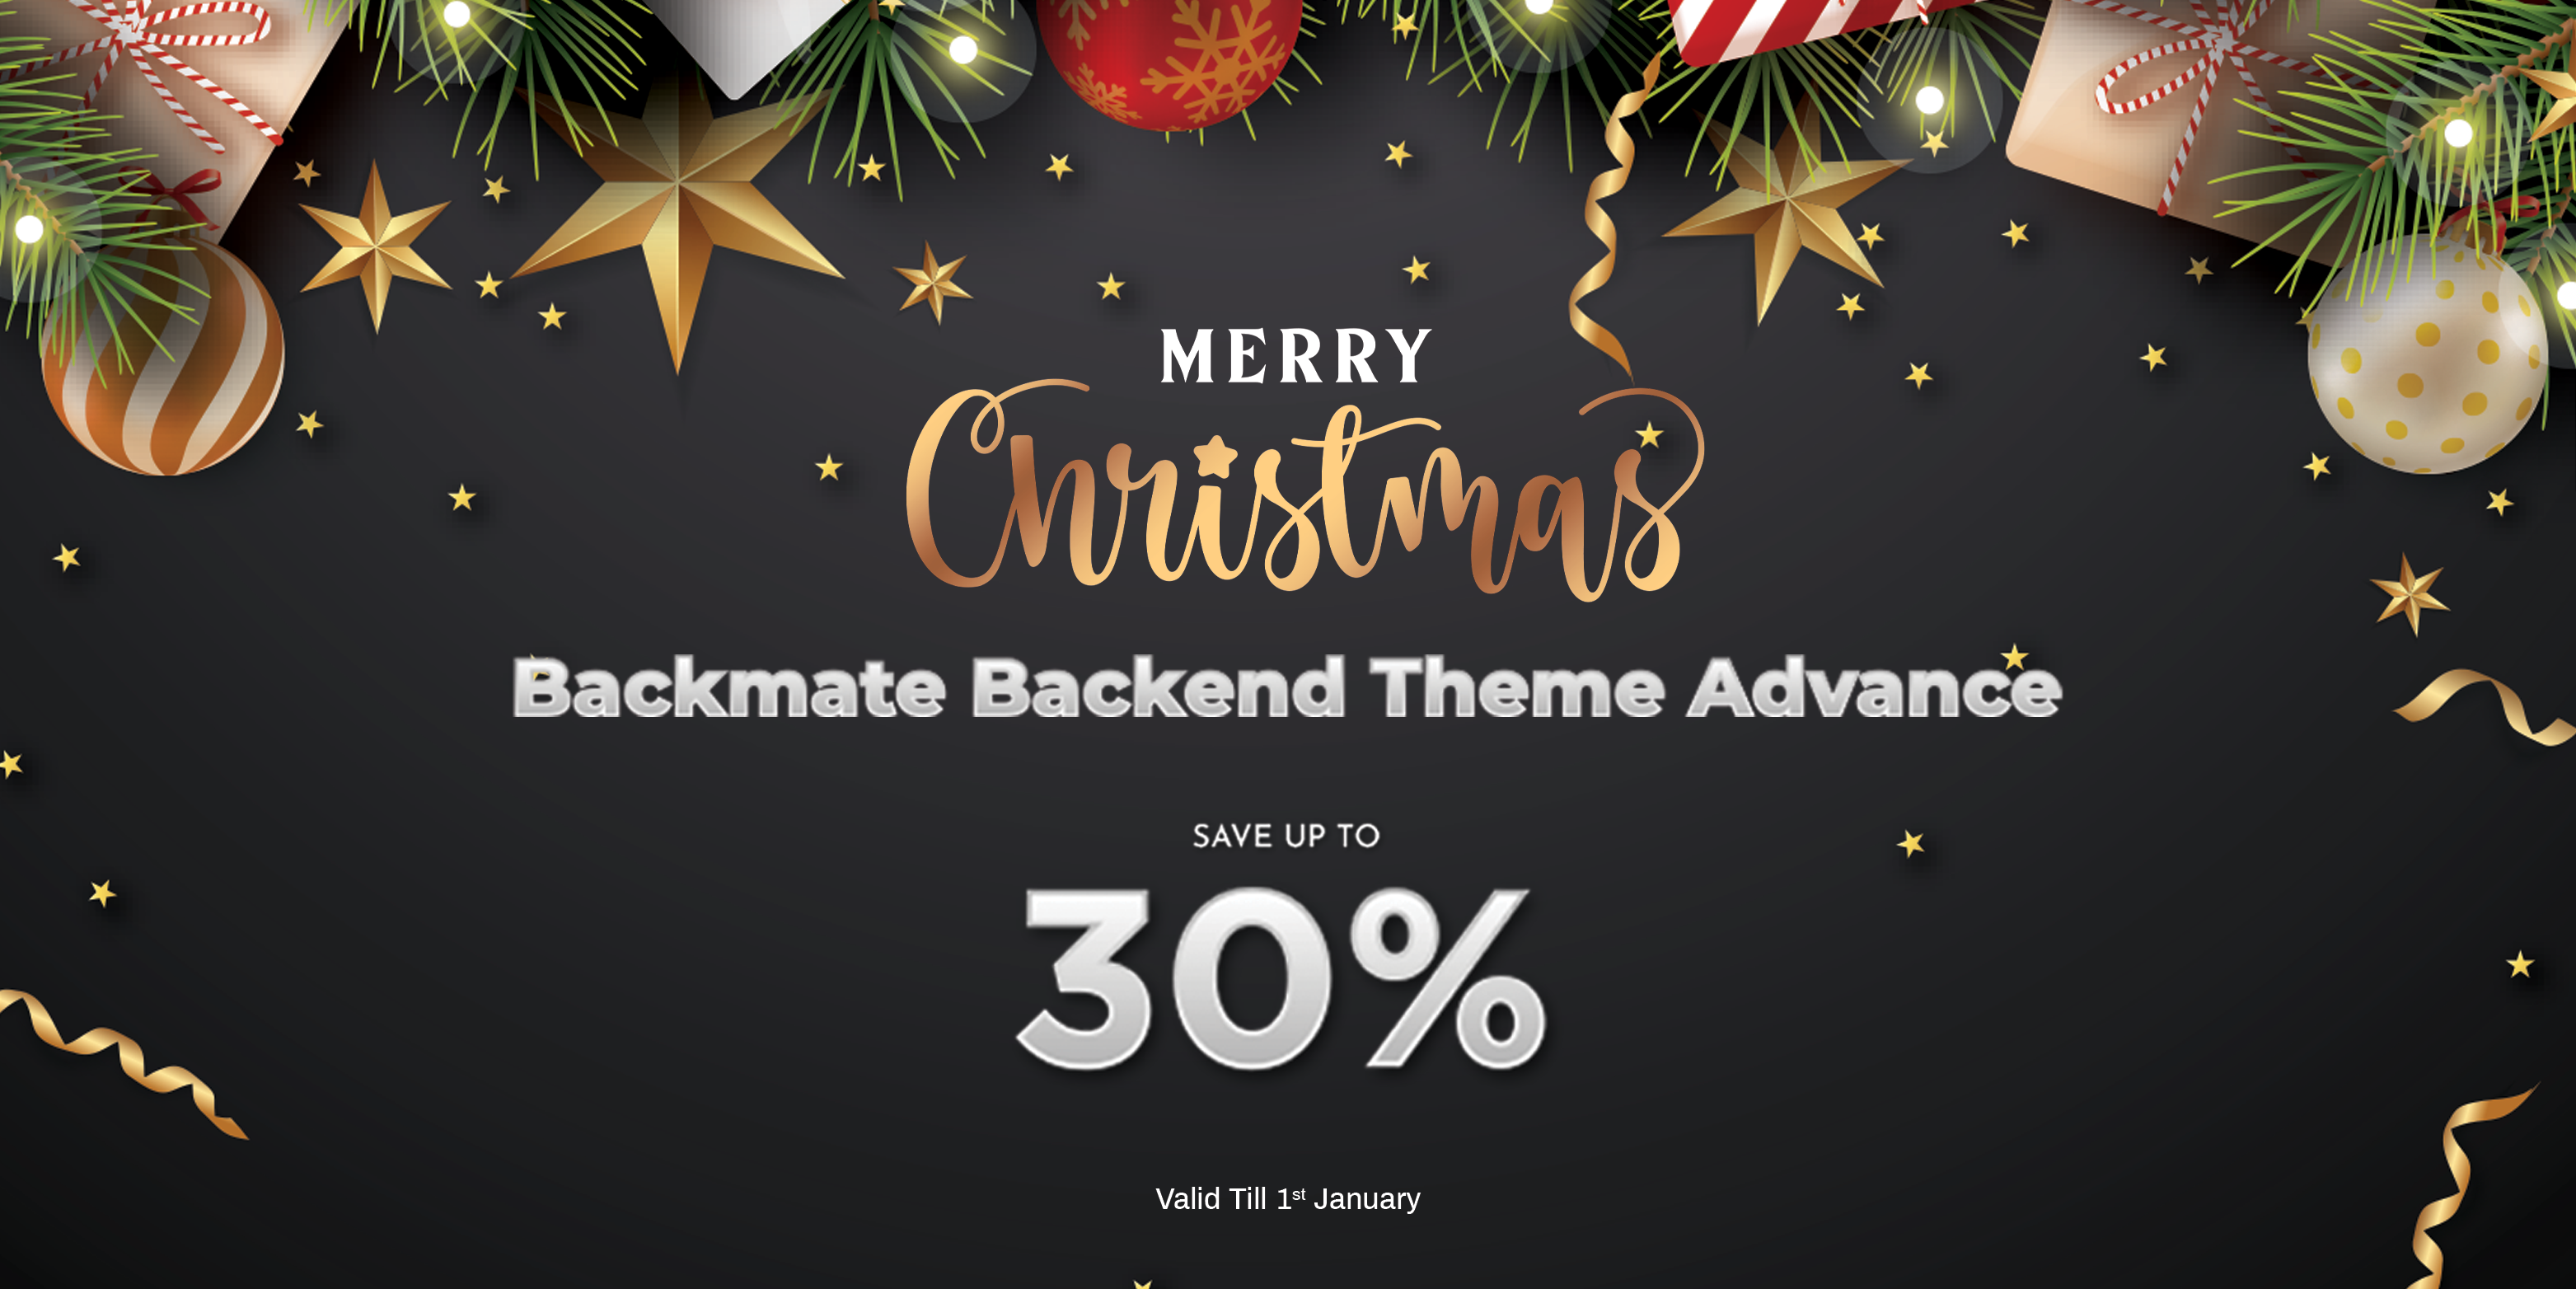 MERRY
Christmas
Backmate Backend Theme Advance
SAVE UP TO
30%
Valid Till 1st January